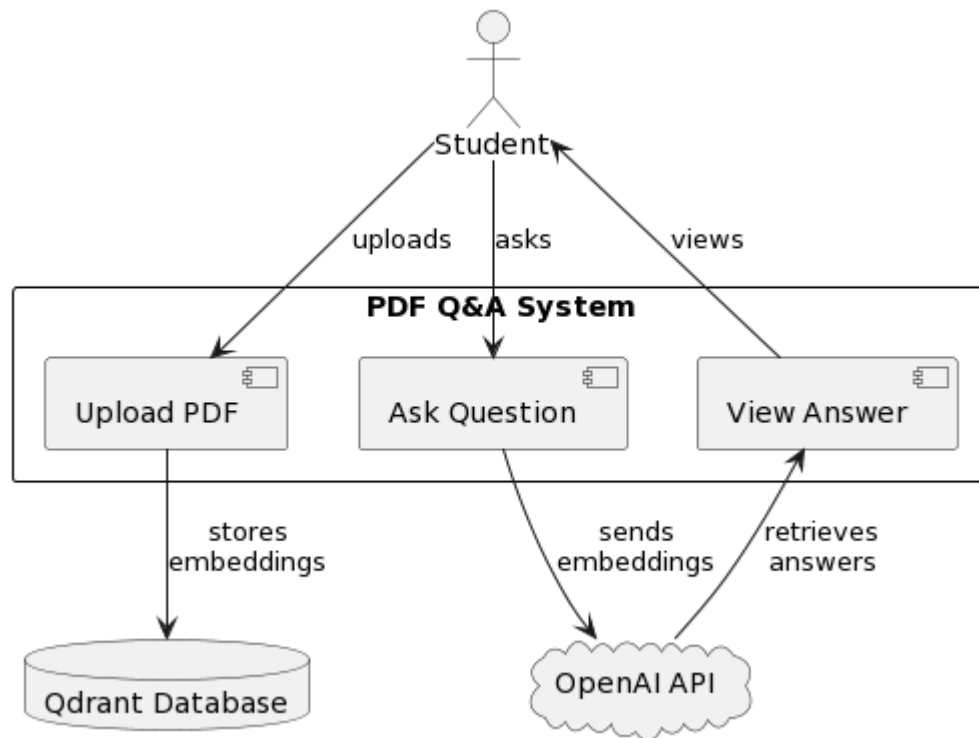 Student
uploads
asks
views
PDF Q&A System
Upload PDF
Ask Question
View Answer
stores
embeddings
sends
embeddings
retrieves
answers
Qdrant Database
OpenAI API